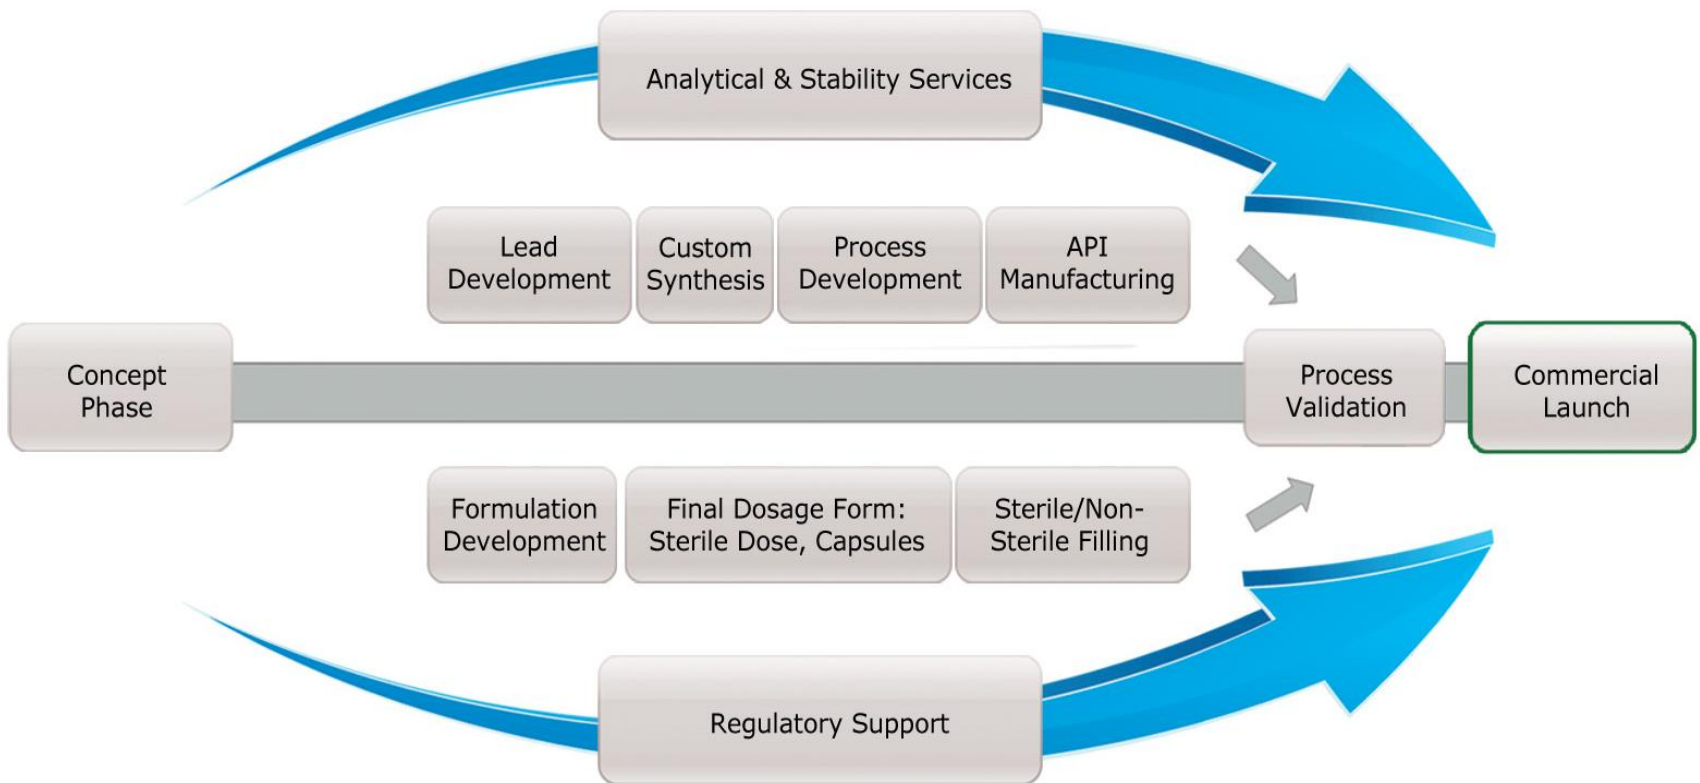 Analytical & Stability Services
Lead
Development
Custom
Synthesis
Process
Development
API
Manufacturing
Concept
Phase
Process
Validation
Commercial
Launch
Formulation
Development
Final Dosage Form:
Sterile Dose, Capsules
Sterile/Non-
Sterile Filling
Regulatory Support